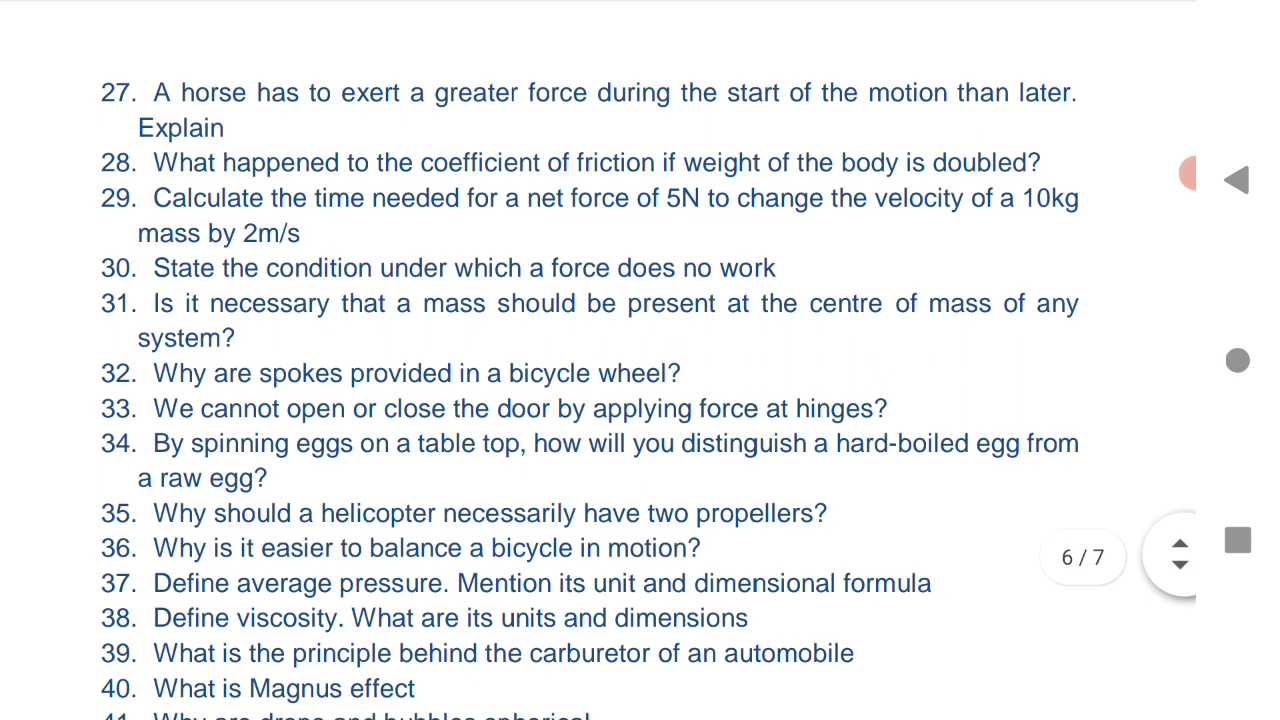 27. A horse has to exert a greater force during the start of the motion than later.
Explain
28. What happened to the coefficient of friction if weight of the body is doubled?
29. Calculate the time needed for a net force of 5N to change the velocity of a 10kg
mass by 2m/s
30. State the condition under which a force does no work
31. Is it necessary that a mass should be present at the centre of mass of any
system?
32. Why are spokes provided in a bicycle wheel?
33. We cannot open or close the door by applying force at hinges?
34. By spinning eggs on a table top, how will you distinguish a hard-boiled egg from
a raw egg?
35. Why should a helicopter necessarily have two propellers?
36. Why is it easier to balance a bicycle in motion?
6 / 7
37. Define average pressure. Mention its unit and dimensional formula
38. Define viscosity. What are its units and dimensions
39. What is the principle behind the carburetor of an automobile
40. What is Magnus effect
41. Why are drops and bubbles spherical